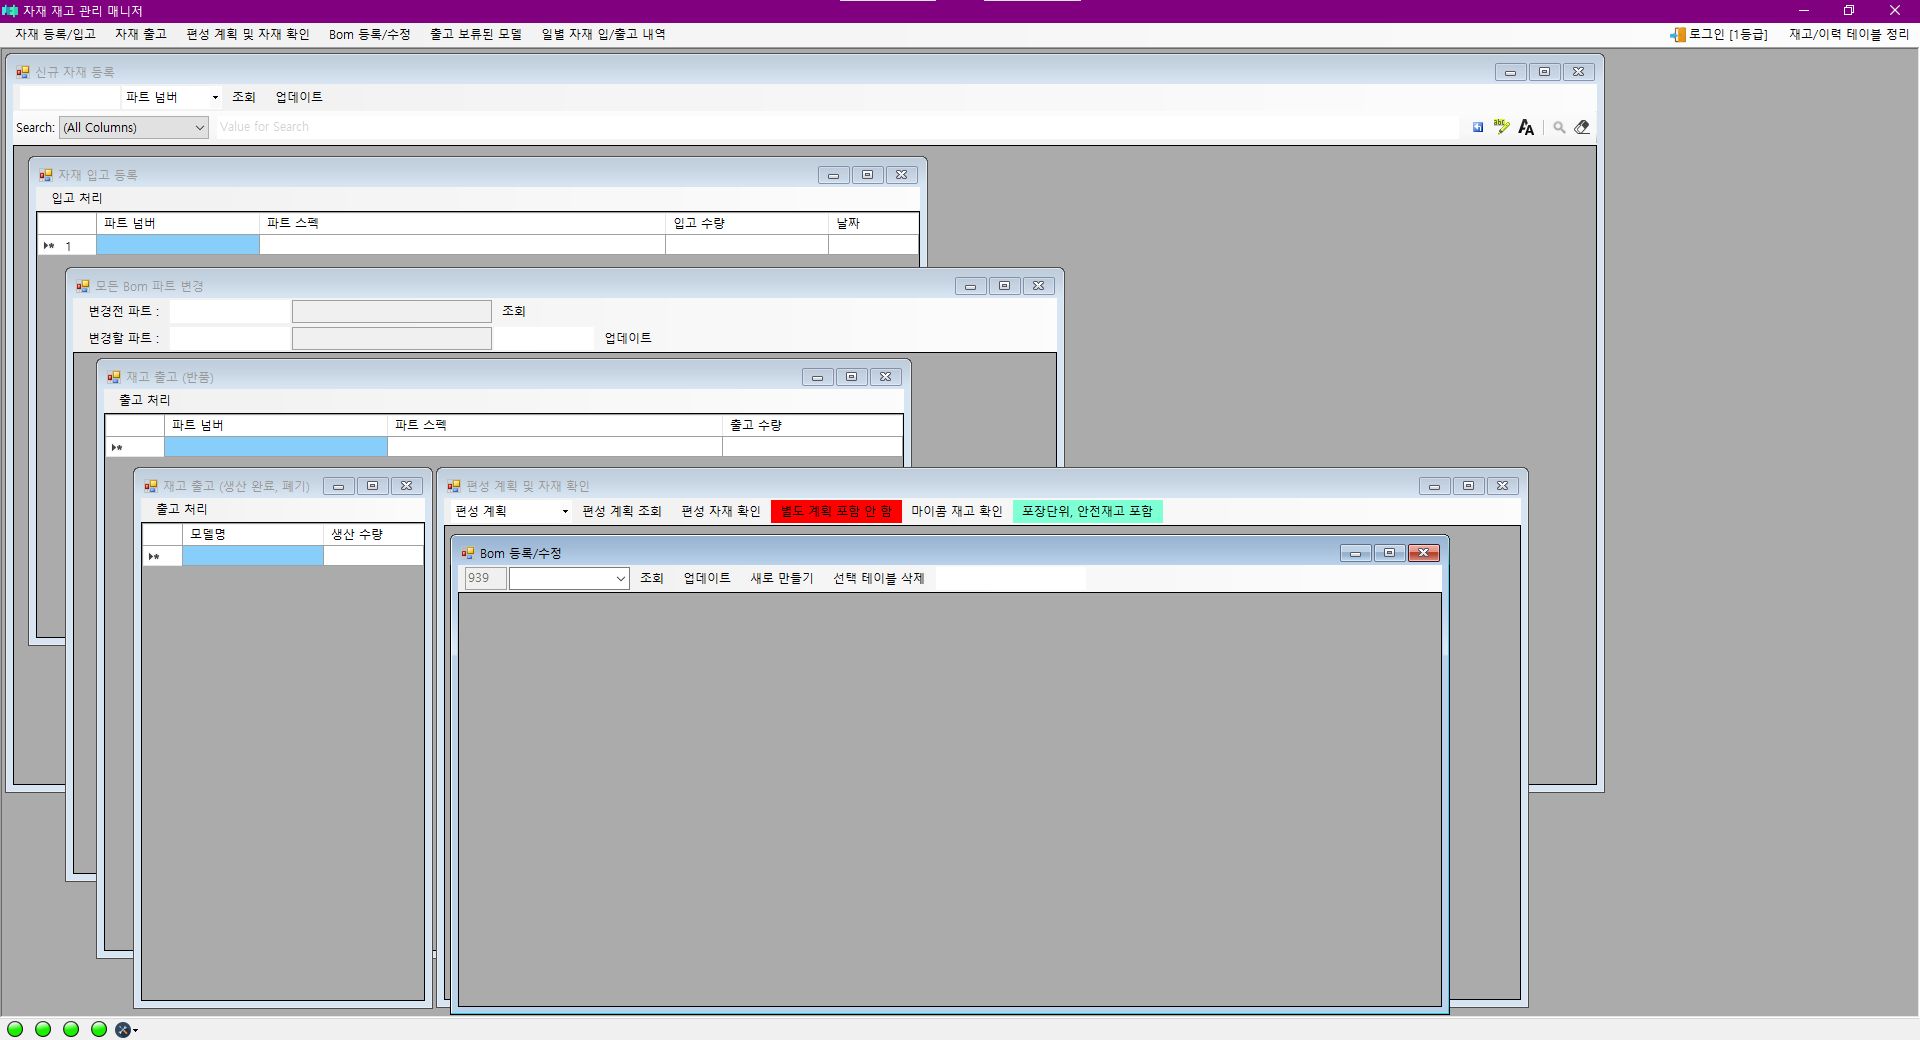 자재 재고 관리 매니저
자재 등록/입고 자재 출고 편성 계획 및 자재 확인 Bom 등록/수정 출고 보류된 모델 일별 자재 입/출고 내역 로그인 [1등급] 재고/이력 테이블 정리
신규 자재 등록
파트 넘버 조회 업데이트
Search: (All Columns) Value for Search
자재 입고 등록
입고 처리
파트 넘버 파트 스펙 입고 수량 날짜
1
모든 Bom 파트 변경
변경전 파트 : 조회
변경할 파트 : 업데이트
재고 출고 (반품)
출고 처리
파트 넘버 파트 스펙 출고 수량
재고 출고 (생산 완료, 폐기)
출고 처리
모델명 생산 수량
편성 계획 및 자재 확인
편성 계획 편성 계획 조회 편성 자재 확인 별도 계획 포함 안 함 마이콤 재고 확인 포장단위, 안전재고 포함
Bom 등록/수정
939 조회 업데이트 새로 만들기 선택 테이블 삭제